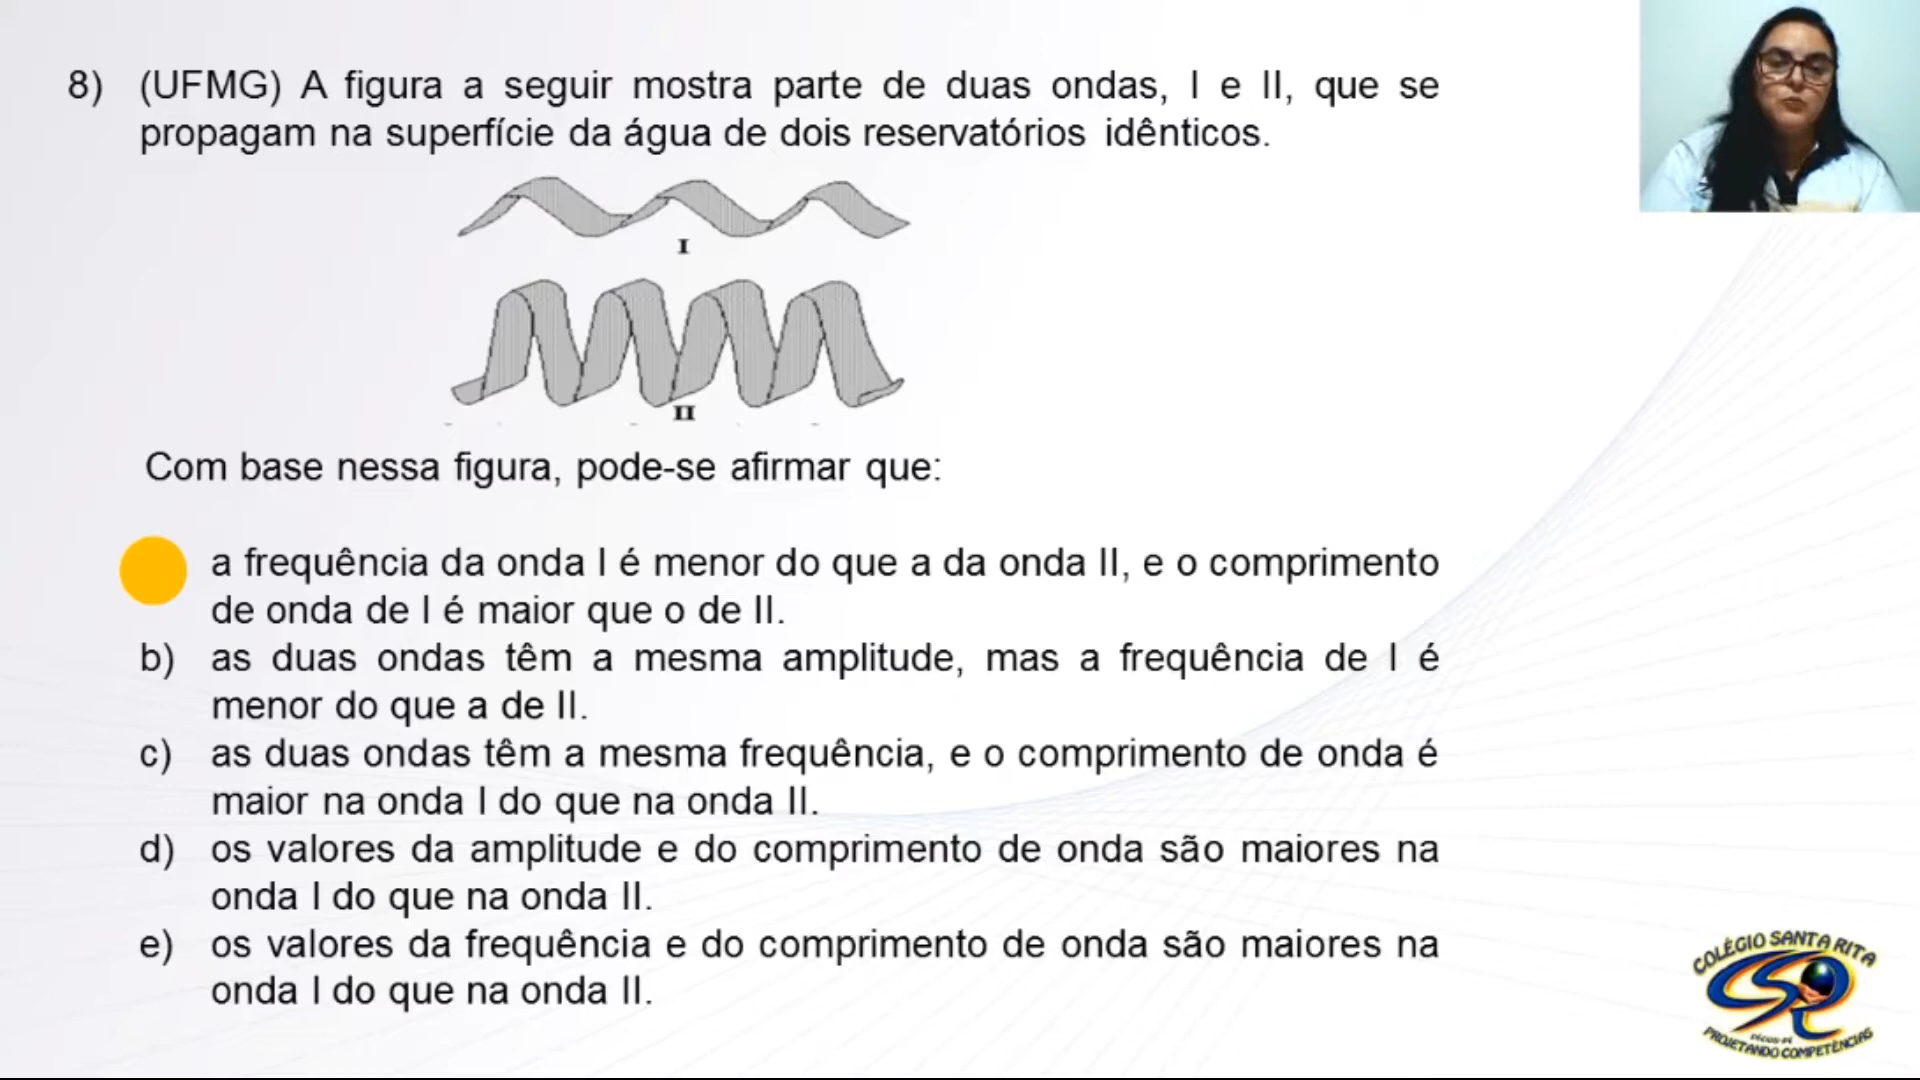 8) (UFMG) A figura a seguir mostra parte de duas ondas, I e II, que se
propagam na superfície da água de dois reservatórios idênticos.
I
II
Com base nessa figura, pode-se afirmar que:
a frequência da onda I é menor do que a da onda II, e o comprimento
de onda de I é maior que o de II.
b) as duas ondas têm a mesma amplitude, mas a frequência de I é
menor do que a de II.
c) as duas ondas têm a mesma frequência, e o comprimento de onda é
maior na onda I do que na onda II.
d) os valores da amplitude e do comprimento de onda são maiores na
onda I do que na onda II.
e) os valores da frequência e do comprimento de onda são maiores na
onda I do que na onda II.
COLÉGIO SANTA RITA
PROJETANDO COMPETÊNCIAS